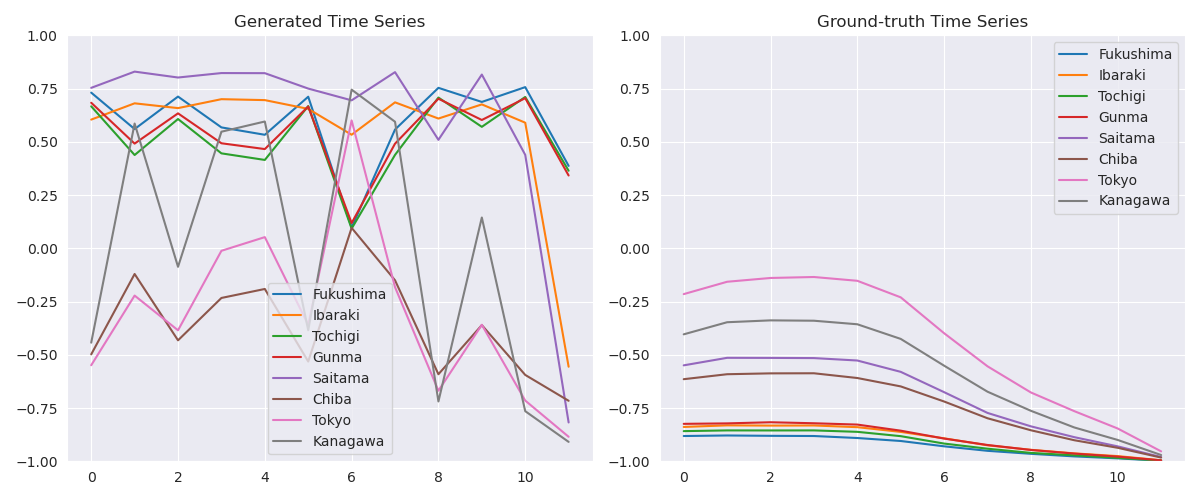 Generated Time Series
1.00
0.75
0.50
0.25
0.00
−0.25
−0.50
−0.75
−1.00
0 2 4 6 8 10
Fukushima
Ibaraki
Tochigi
Gunma
Saitama
Chiba
Tokyo
Kanagawa
Ground-truth Time Series
1.00
0.75
0.50
0.25
0.00
−0.25
−0.50
−0.75
−1.00
0 2 4 6 8 10
Fukushima
Ibaraki
Tochigi
Gunma
Saitama
Chiba
Tokyo
Kanagawa